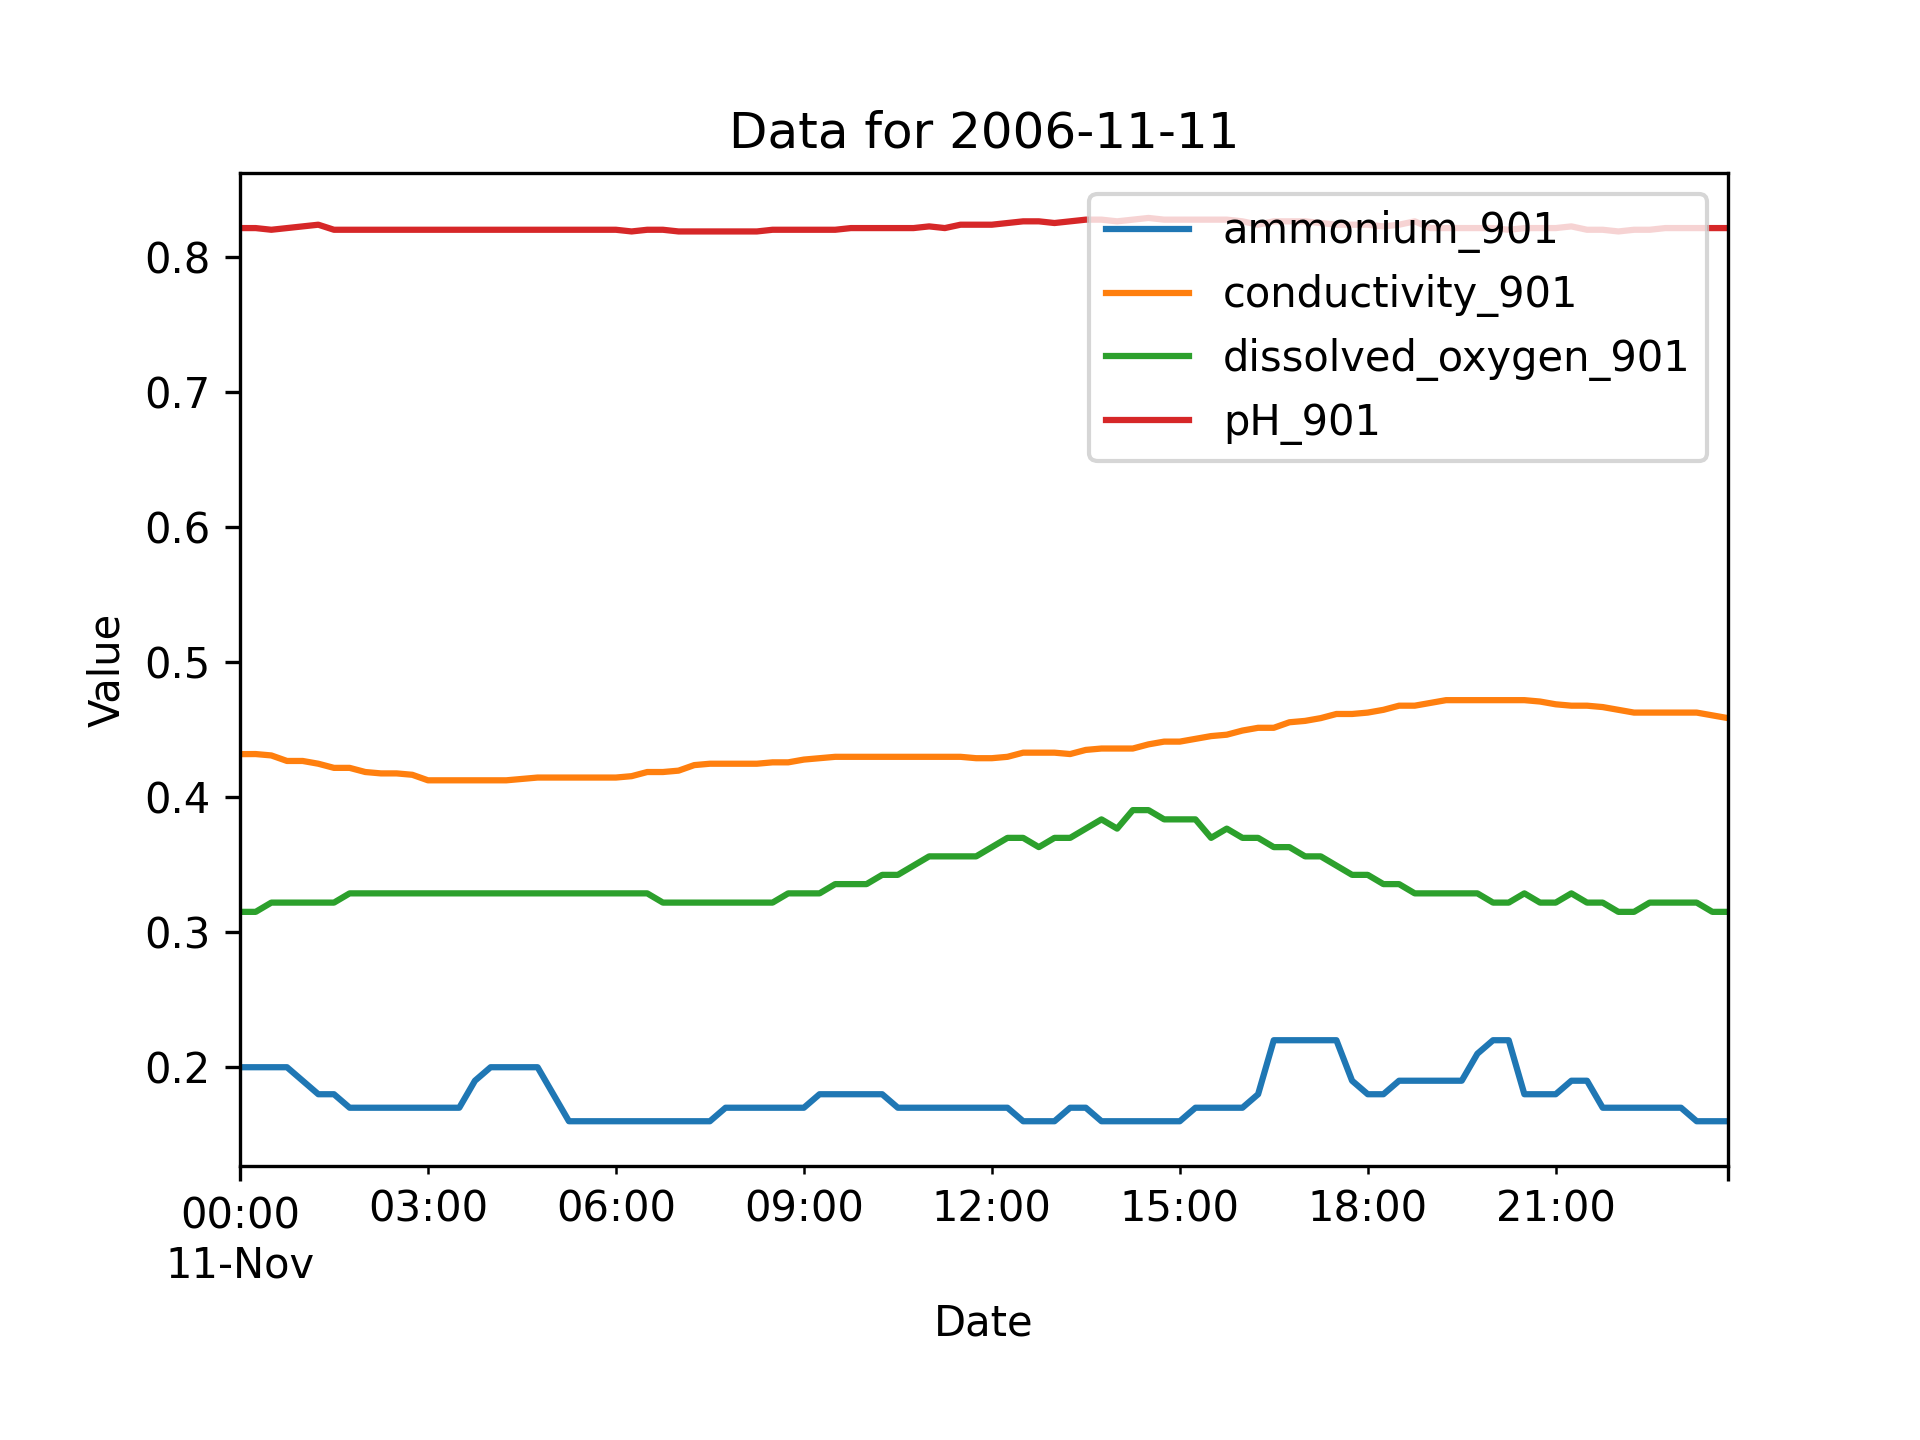 Data for 2006-11-11
ammonium_901
conductivity_901
dissolved_oxygen_901
pH_901
Value
0.8
0.7
0.6
0.5
0.4
0.3
0.2
00:00 03:00 06:00 09:00 12:00 15:00 18:00 21:00
11-Nov
Date